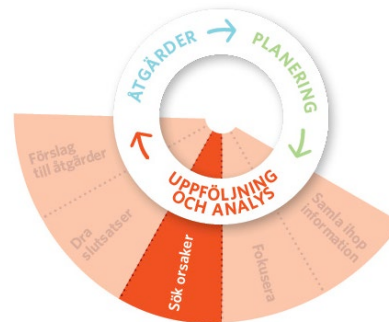 ÅTGÄRDER
PLANERING
UPPFÖLJNING
OCH ANALYS
Förslag
till åtgärder
Dra
slutsatser
Sök orsaker
Fokusera
Samla ihop
information